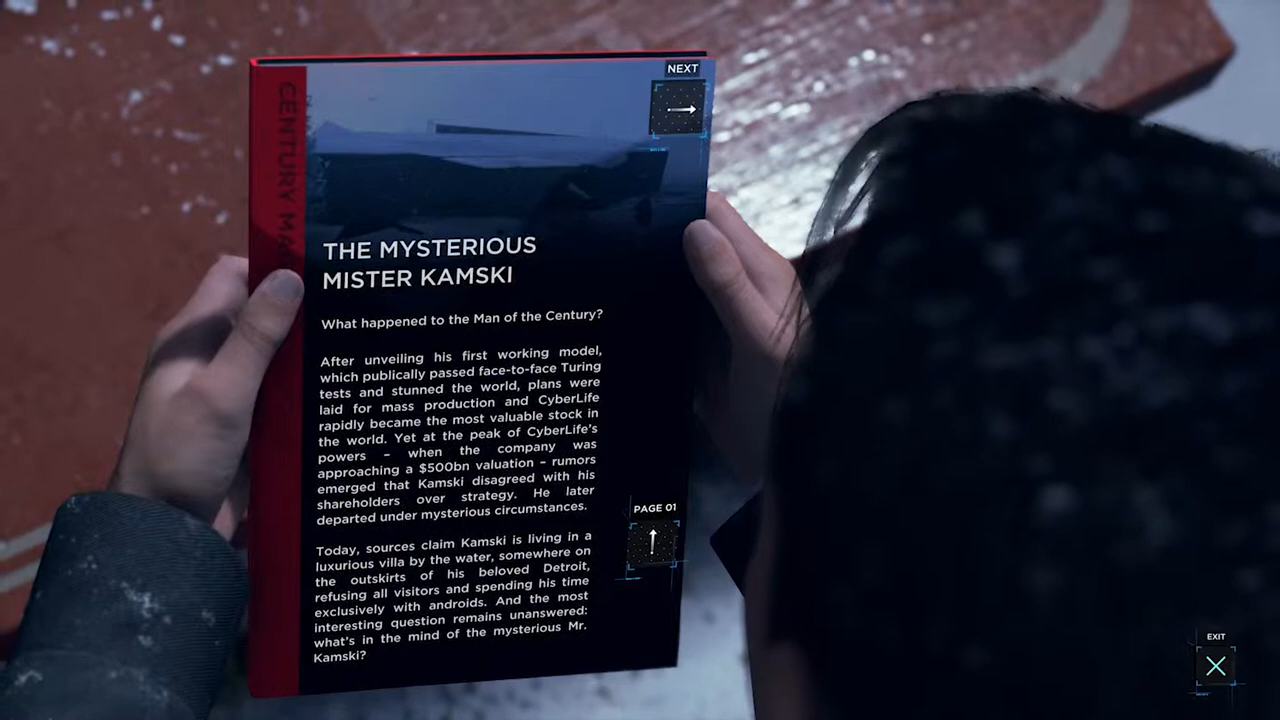 NEXT
CENTURY
THE MYSTERIOUS
MISTER KAMSKI
What happened to the Man of the Century?
After unveiling his first working model,
which publically passed face-to-face Turing
tests and stunned the world, plans were
laid for mass production and CyberLife
rapidly became the most valuable stock in
the world. Yet at the peak of CyberLife's
powers – when the company was
approaching a $500bn valuation – rumors
emerged that Kamski disagreed with his
shareholders over strategy. He later
departed under mysterious circumstances.
Today, sources claim Kamski is living in a
luxurious villa by the water, somewhere on
the outskirts of his beloved Detroit,
refusing all visitors and spending his time
exclusively with androids. And the most
interesting question remains unanswered:
what's in the mind of the mysterious Mr.
Kamski?
PAGE 01
EXIT